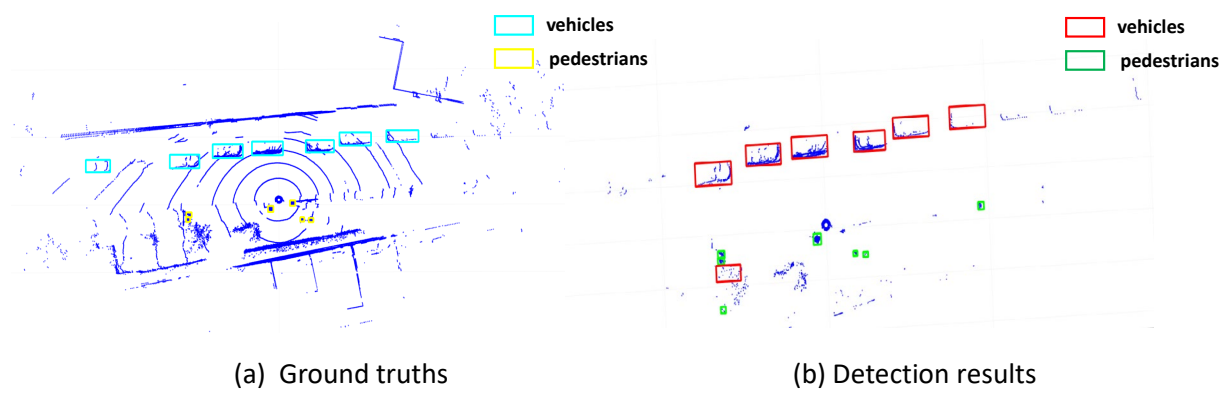 vehicles
pedestrians
vehicles
pedestrians
(a) Ground truths
(b) Detection results